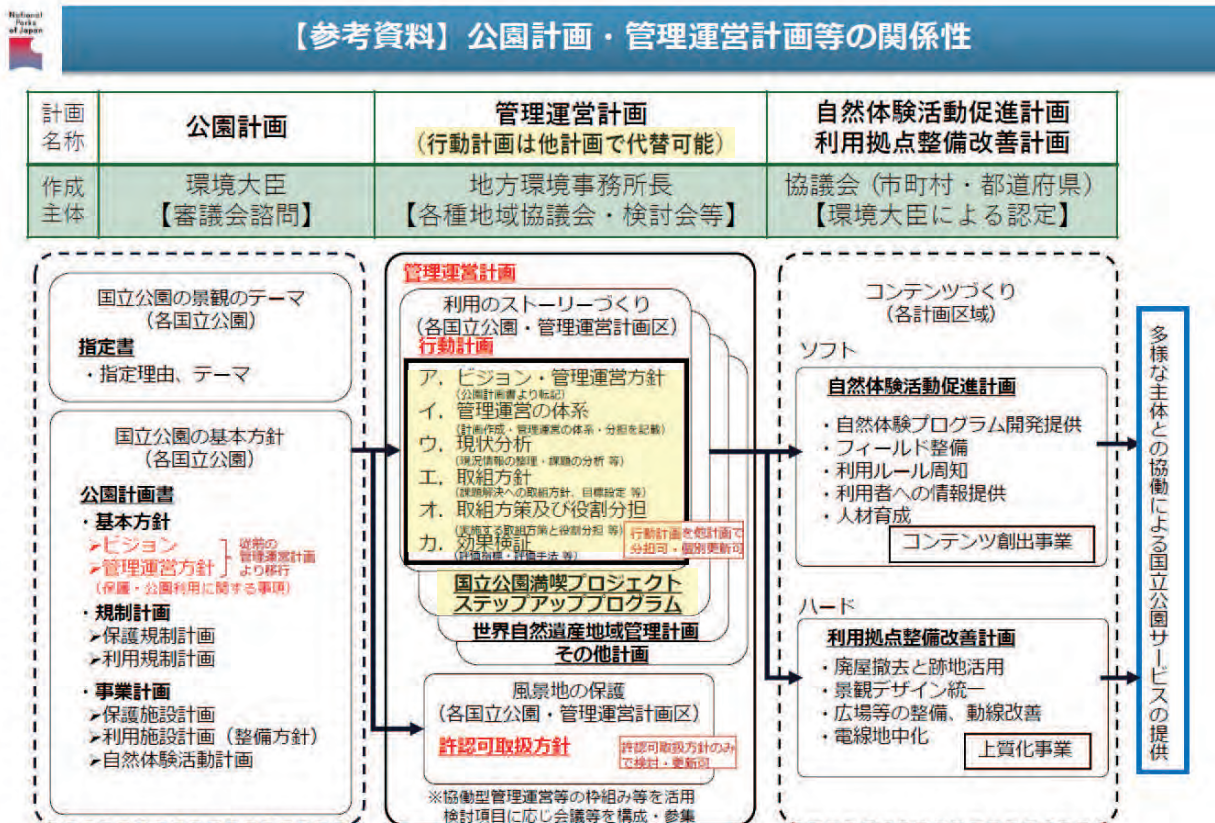 National
Parks
of Japan
【参考資料】公園計画・管理運営計画等の関係性
計画
名称
公園計画
管理運営計画
(行動計画は他計画で代替可能)
自然体験活動促進計画
利用拠点整備改善計画
作成
主体
環境大臣
【審議会諮問】
地方環境事務所長
【各種地域協議会・検討会等】
協議会(市町村・都道府県)
【環境大臣による認定】
国立公園の景観のテーマ
(各国立公園)
指定書
・指定理由、テーマ
国立公園の基本方針
(各国立公園)
公園計画書
・基本方針
➢ビジョン
➢管理運営方針
従前の
管理運営計画
より移行
(保護・公園利用に関する事項)
・規制計画
➢保護規制計画
➢利用規制計画
・事業計画
➢保護施設計画
➢利用施設計画(整備方針)
➢自然体験活動計画
管理運営計画
利用のストーリーづくり
(各国立公園・管理運営計画区)
行動計画
ア．ビジョン・管理運営方針
(公園計画書より転記)
イ．管理運営の体系
(計画作成・管理運営の体系・分担を記載)
ウ．現状分析
(現況情報の整理・課題の分析 等)
エ．取組方針
(課題解決への取組方針、目標設定 等)
オ．取組方策及び役割分担
(実施する取組方策と役割分担 等)
カ．効果検証
(評価指標・評価手法 等)
行動計画を他計画で
分担可・個別更新可
国立公園満喫プロジェクト
ステップアッププログラム
世界自然遺産地域管理計画
その他計画
風景地の保護
(各国立公園・管理運営計画区)
許認可取扱方針
許認可取扱方針のみ
で検討・更新可
※協働型管理運営等の枠組み等を活用
検討項目に応じ会議等を構成・参集
コンテンツづくり
(各計画区域)
ソフト
自然体験活動促進計画
・自然体験プログラム開発提供
・フィールド整備
・利用ルール周知
・利用者への情報提供
・人材育成
コンテンツ創出事業
ハード
利用拠点整備改善計画
・廃屋撤去と跡地活用
・景観デザイン統一
・広場等の整備、動線改善
・電線地中化
上質化事業
多様な主体との協働による国立公園サービスの提供